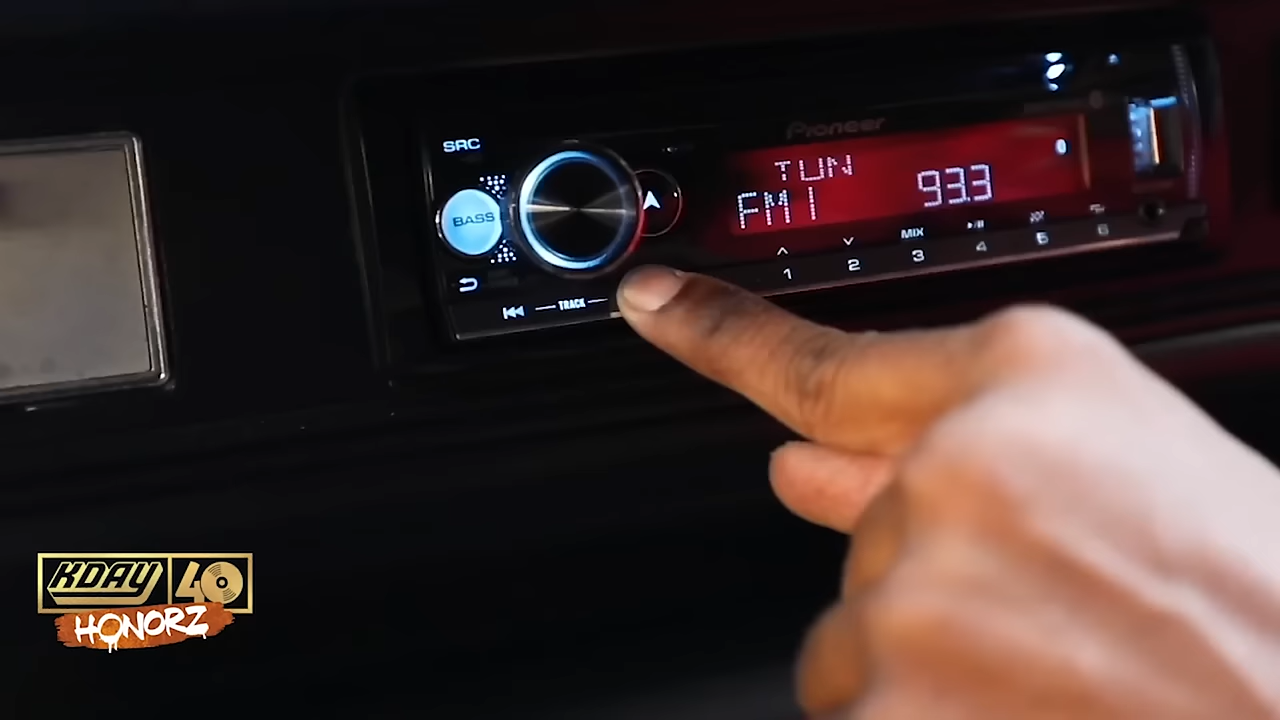 SRC
Pioneer
BASS
TUN
FM1 93.3
MIX
1 2 3 4 5 6
TRACK
KDAY 40
HONORZ